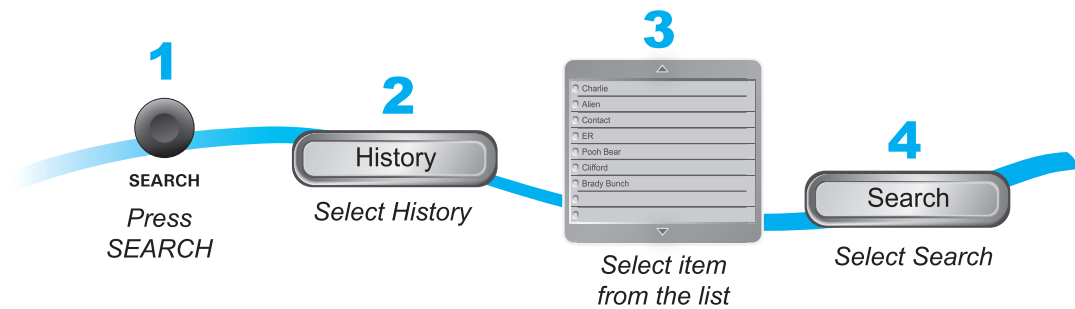 1
SEARCH
Press
SEARCH
2
History
Select History
3
Charlie
Alien
Contact
ER
Pooh Bear
Clifford
Brady Bunch
Select item
from the list
4
Search
Select Search